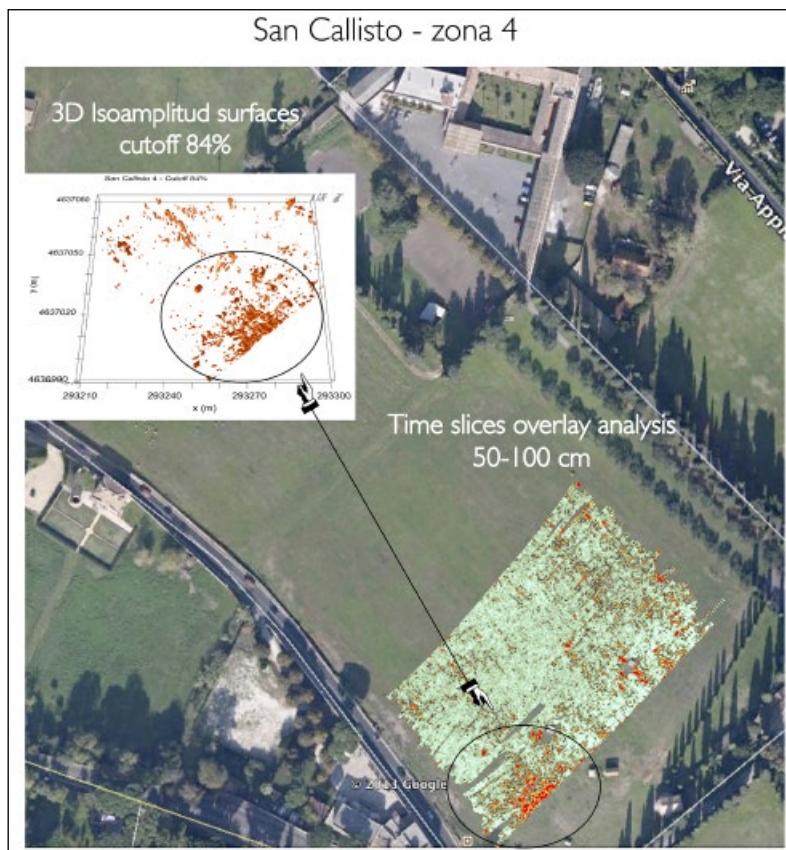 San Callisto - zona 4
3D Isoamplitud surfaces
cutoff 84%
San Callisto 4 - Cutoff 84%
4637080
4637050
4637020
4636990
y (m)
293210
293240
293270
293300
x (m)
Via Appi
Time slices overlay analysis
50-100 cm
© 2013 Google